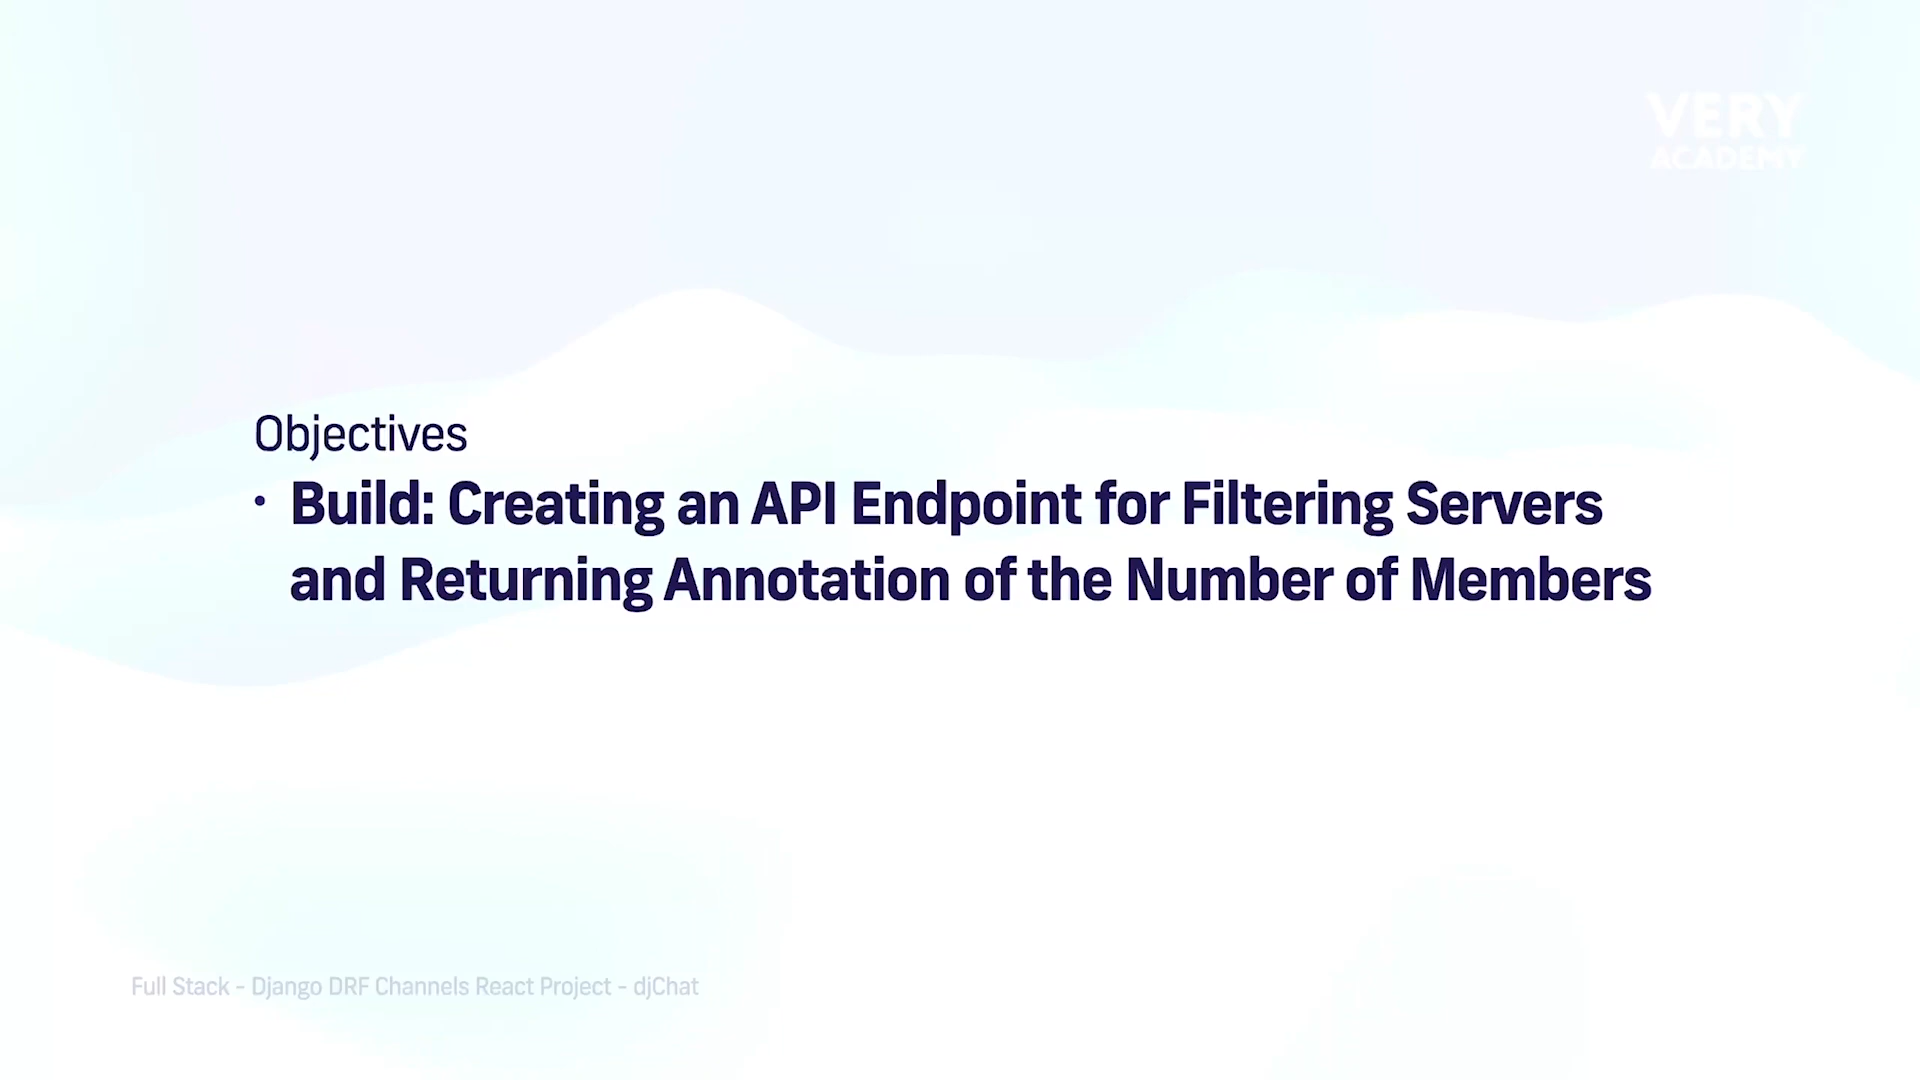 VERY
ACADEMY
Objectives
• Build: Creating an API Endpoint for Filtering Servers
and Returning Annotation of the Number of Members
Full Stack - Django DRF Channels React Project - djChat